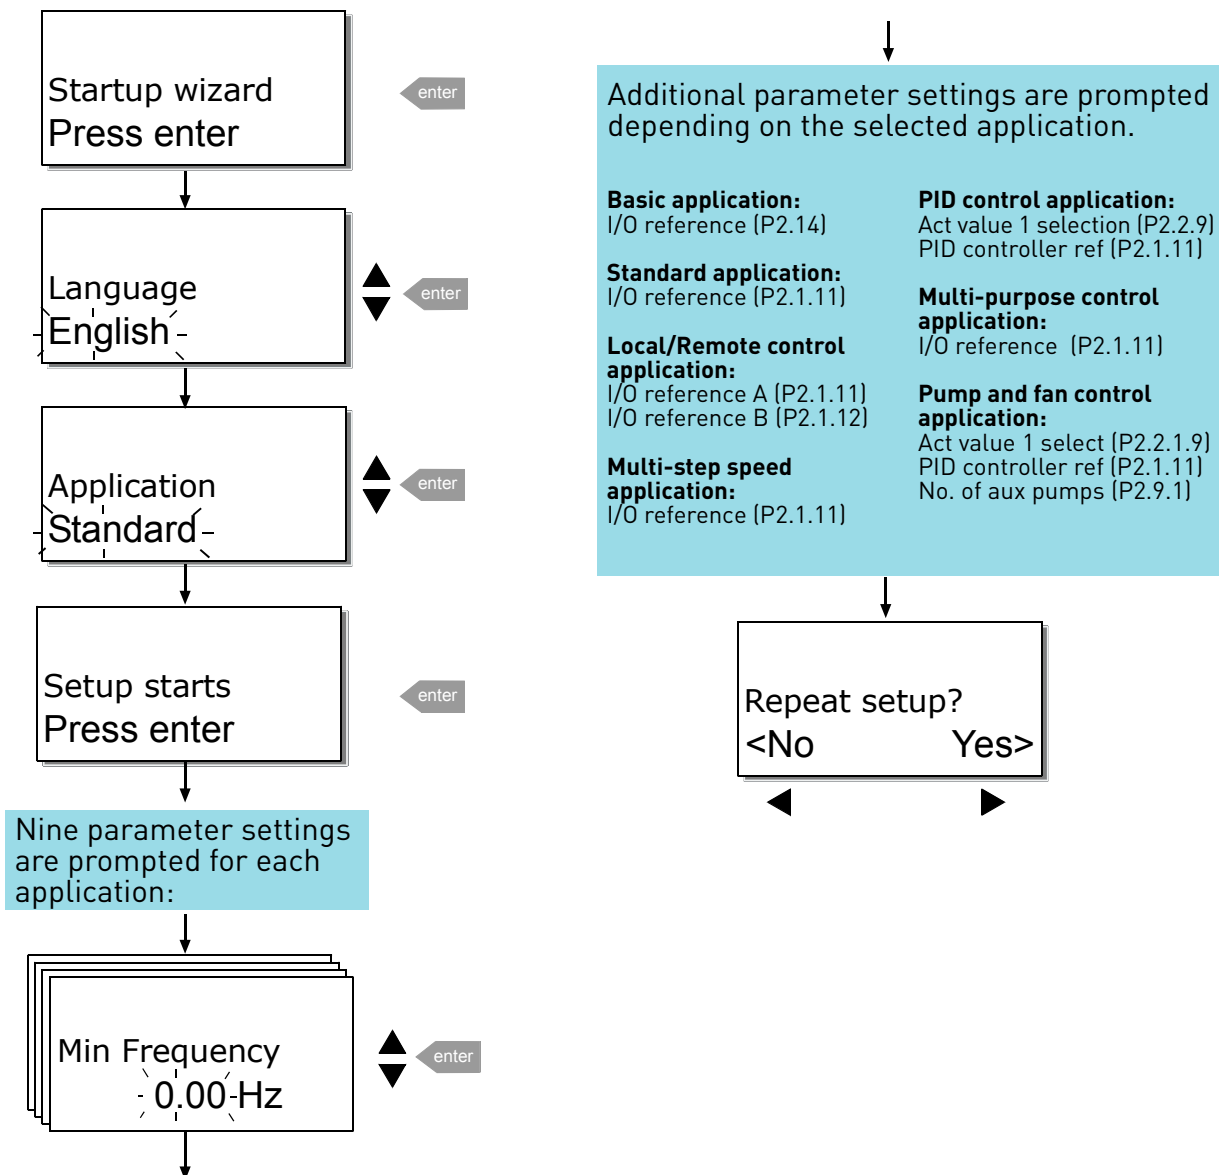 Startup wizard
Press enter
enter
Language
English
enter
Application
Standard
enter
Setup starts
Press enter
enter
Nine parameter settings
are prompted for each
application:
Min Frequency
0.00 Hz
enter
Additional parameter settings are prompted
depending on the selected application.
Basic application:
I/O reference (P2.14)
Standard application:
I/O reference (P2.1.11)
Local/Remote control
application:
I/O reference A (P2.1.11)
I/O reference B (P2.1.12)
Multi-step speed
application:
I/O reference (P2.1.11)
PID control application:
Act value 1 selection (P2.2.9)
PID controller ref (P2.1.11)
Multi-purpose control
application:
I/O reference (P2.1.11)
Pump and fan control
application:
Act value 1 select (P2.2.1.9)
PID controller ref (P2.1.11)
No. of aux pumps (P2.9.1)
Repeat setup?
<No Yes>